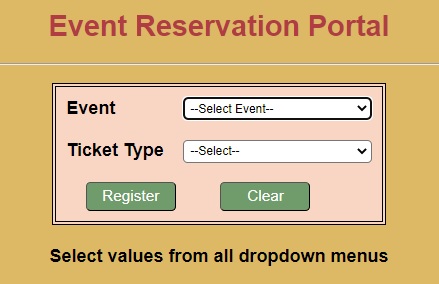 Event Reservation Portal
Event --Select Event--
Ticket Type --Select--
Register Clear
Select values from all dropdown menus